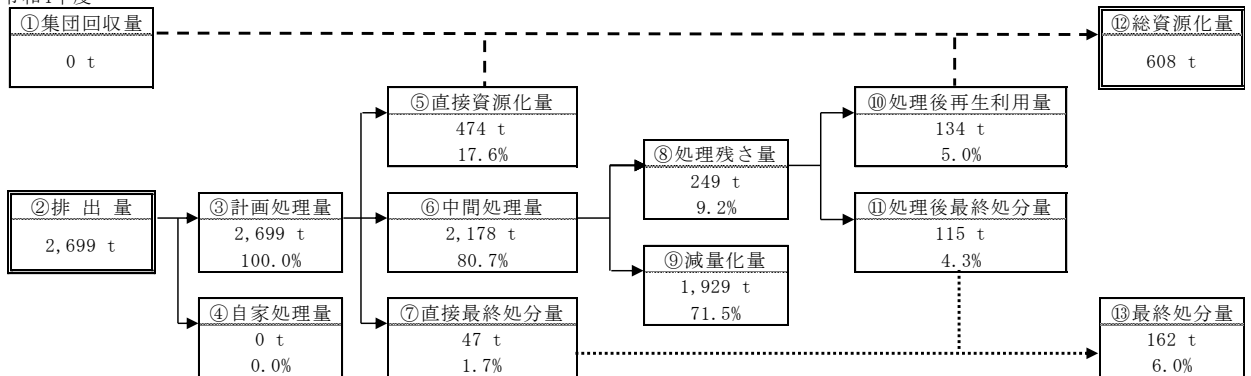 ①集団回収量
0 t
⑫総資源化量
608 t
⑤直接資源化量
474 t
17.6%
⑩処理後再生利用量
134 t
5.0%
⑧処理残さ量
249 t
9.2%
②排 出 量
2,699 t
③計画処理量
2,699 t
100.0%
⑥中間処理量
2,178 t
80.7%
⑪処理後最終処分量
115 t
4.3%
⑨減量化量
1,929 t
71.5%
④自家処理量
0 t
0.0%
⑦直接最終処分量
47 t
1.7%
⑬最終処分量
162 t
6.0%